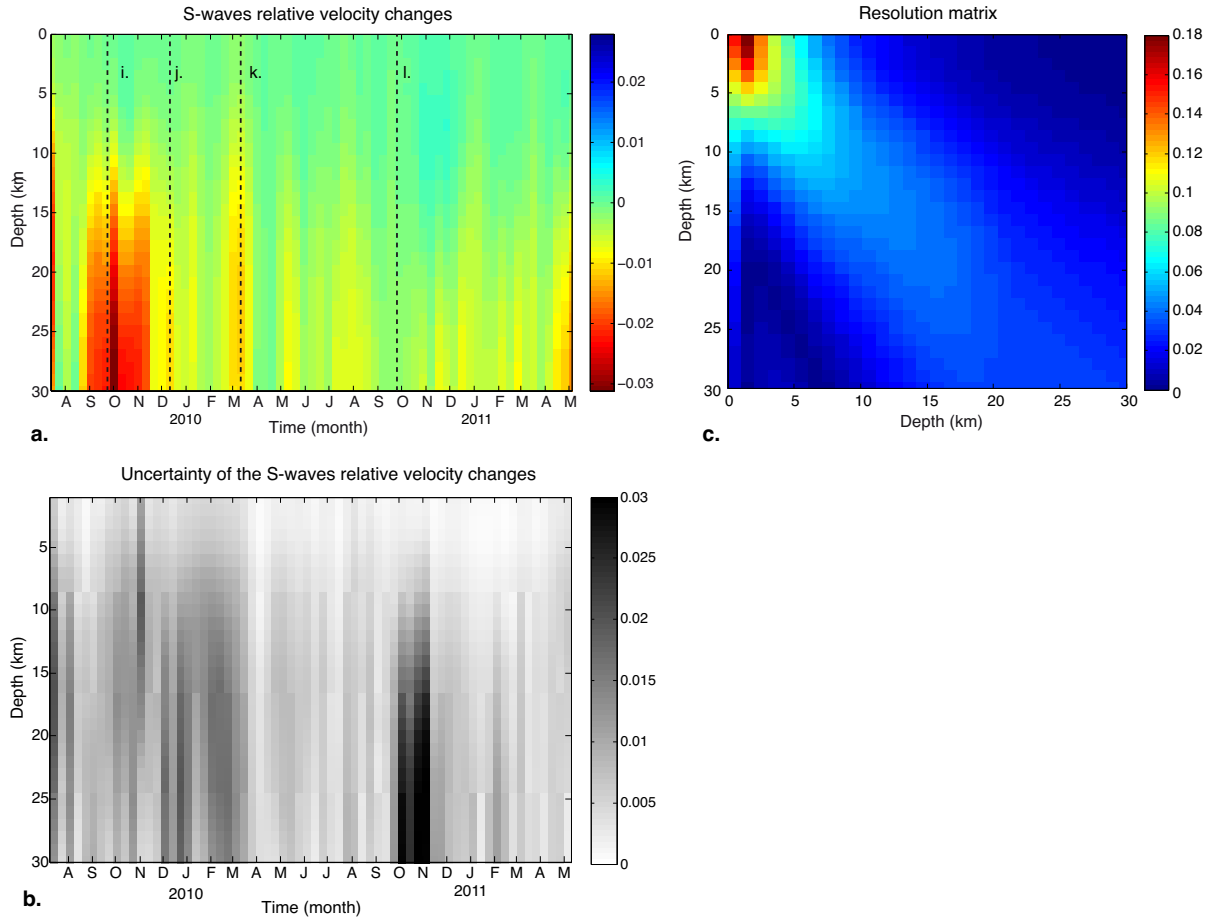 S-waves relative velocity changes
0
5
10
15
20
25
30
Depth (km)
i.
j.
k.
l.
A S O N D J F M A M J J A S O N D J F M A M
2010
2011
Time (month)
0.02
0.01
0
−0.01
−0.02
−0.03
a.
Resolution matrix
0
5
10
15
20
25
30
Depth (km)
0 5 10 15 20 25 30
Depth (km)
0.18
0.16
0.14
0.12
0.10
0.08
0.06
0.04
0.02
0
c.
Uncertainty of the S-waves relative velocity changes
5
10
15
20
25
30
Depth (km)
A S O N D J F M A M J J A S O N D J F M A M
2010
2011
Time (month)
0.03
0.025
0.02
0.015
0.01
0.005
0
b.